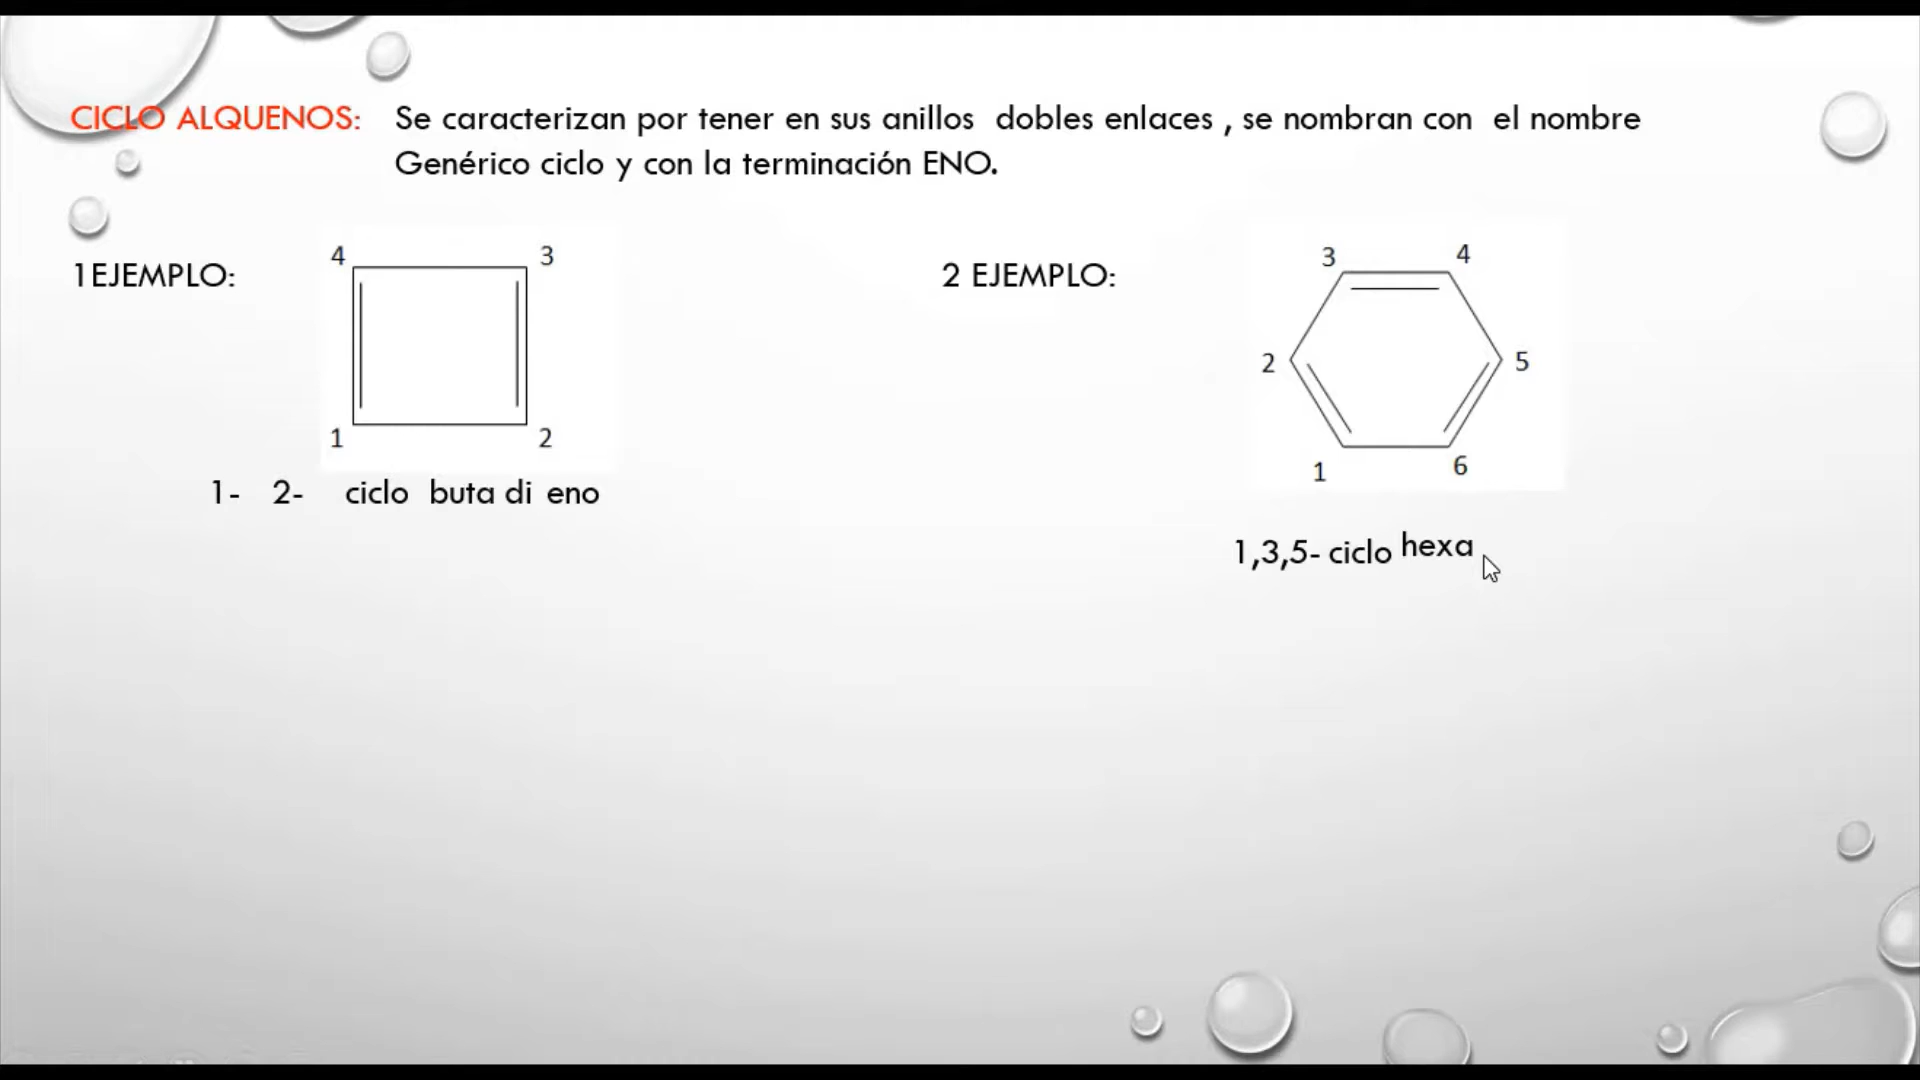 CICLO ALQUENOS: Se caracterizan por tener en sus anillos dobles enlaces , se nombran con el nombre
Genérico ciclo y con la terminación ENO.
1EJEMPLO:
4 3
1 2
1- 2- ciclo buta di eno
2 EJEMPLO:
3 4
2 5
1 6
1,3,5- ciclo hexa